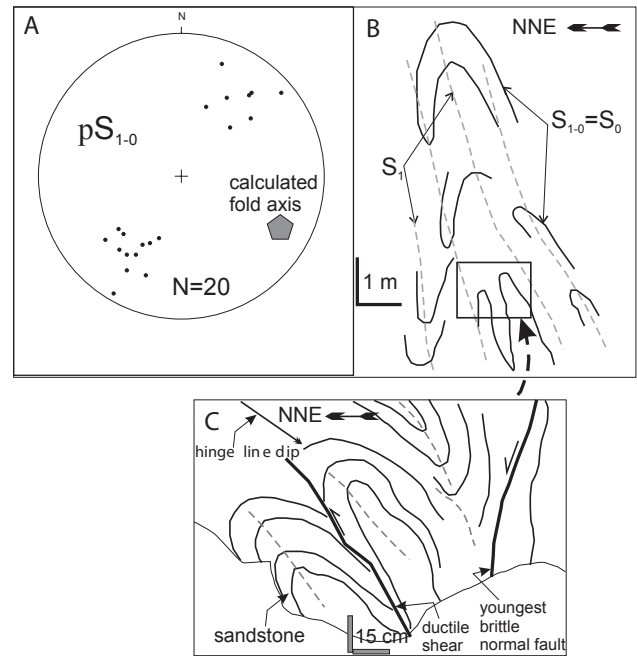 A
N
pS1-0
calculated
fold axis
N=20
B
NNE
S1-0=S0
S1
1 m
C
NNE
hinge line dip
sandstone
15 cm
ductile
shear
youngest
brittle
normal fault